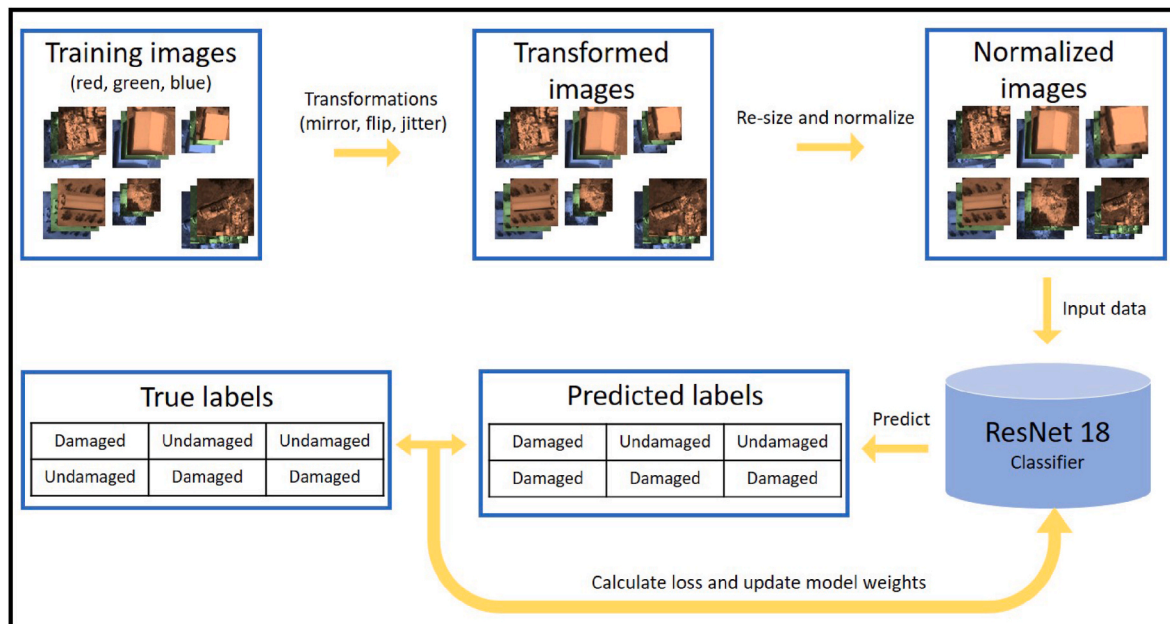 Training images
(red, green, blue)
Transformations
(mirror, flip, jitter)
Transformed
images
Re-size and normalize
Normalized
images
Input data
True labels
Damaged Undamaged Undamaged
Undamaged Damaged Damaged
Predicted labels
Damaged Undamaged Undamaged
Damaged Damaged Damaged
Predict
ResNet 18
Classifier
Calculate loss and update model weights